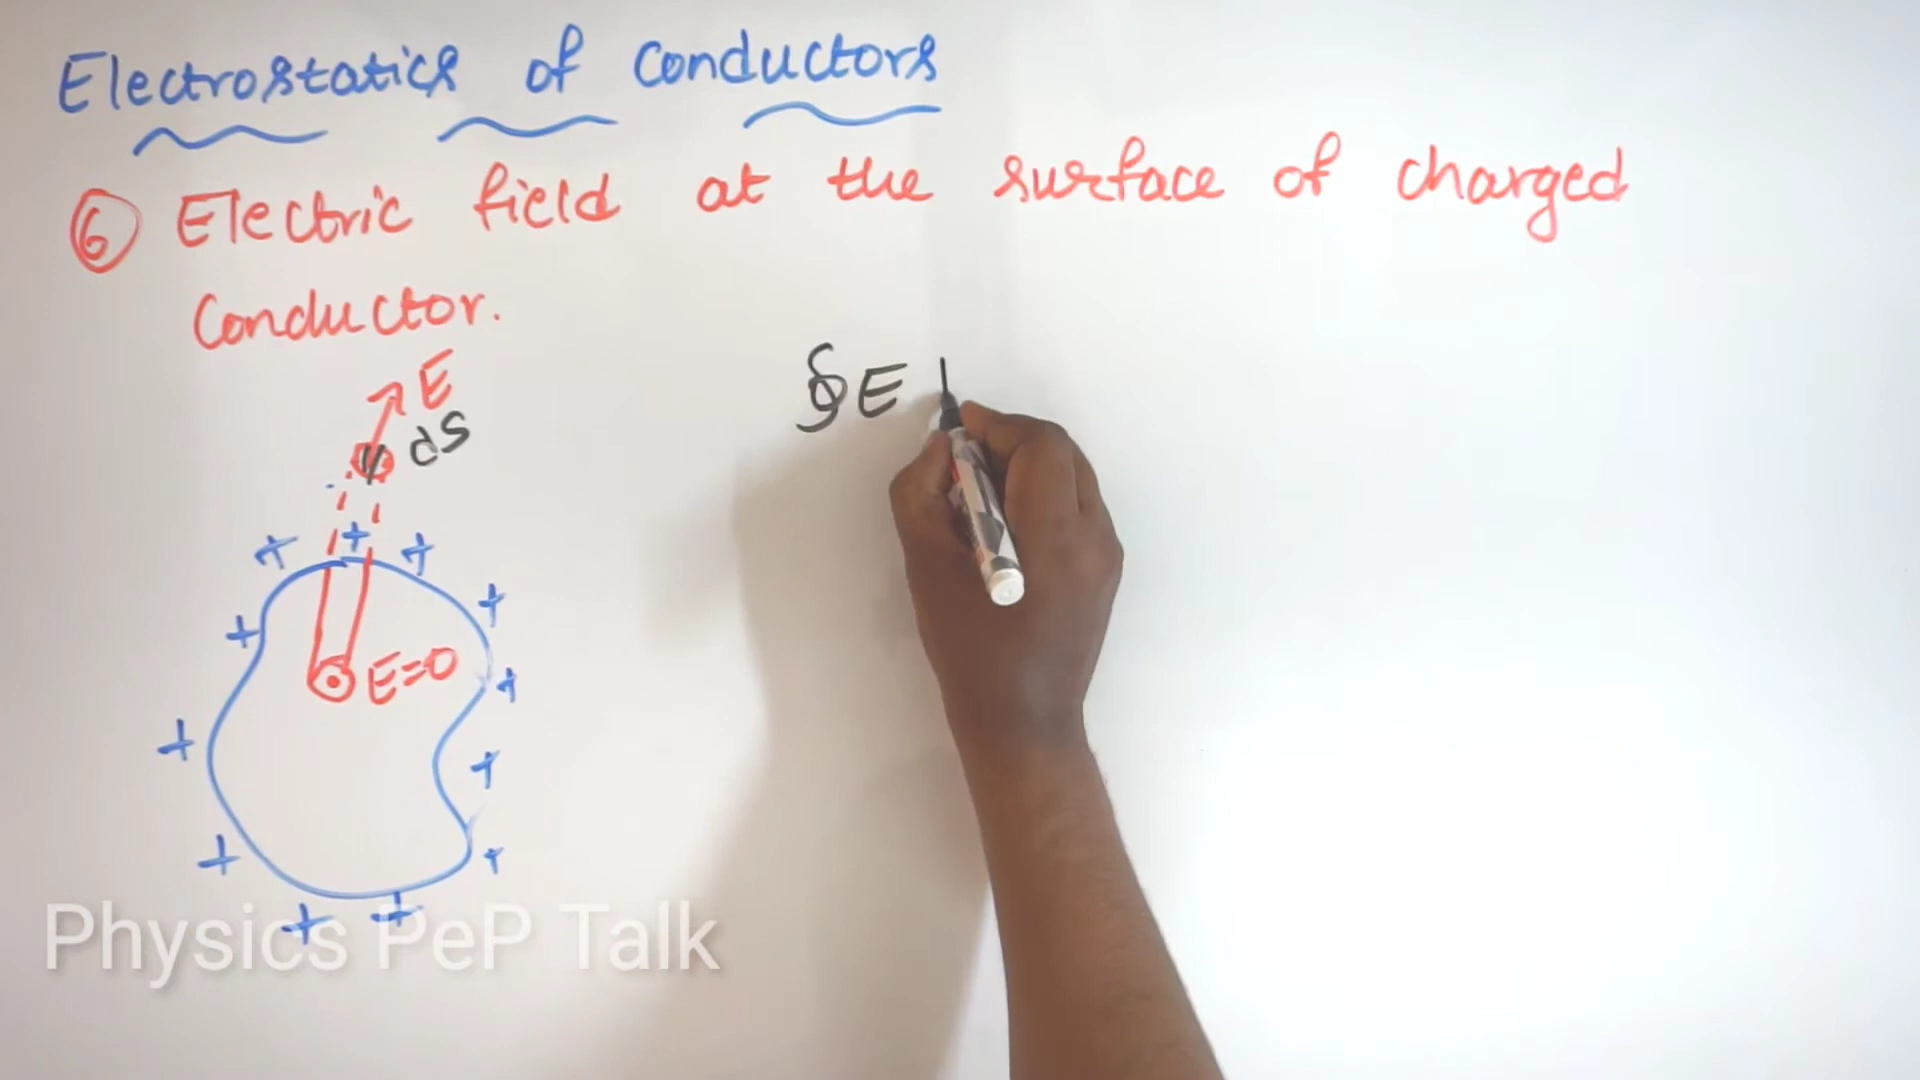 Electrostatics of conductors
⑥ Electric field at the surface of charged
Conductor.
E
ds
∮E
+ + +
+ +
E=0
+
+ +
+ +
+ +
Physics PeP Talk